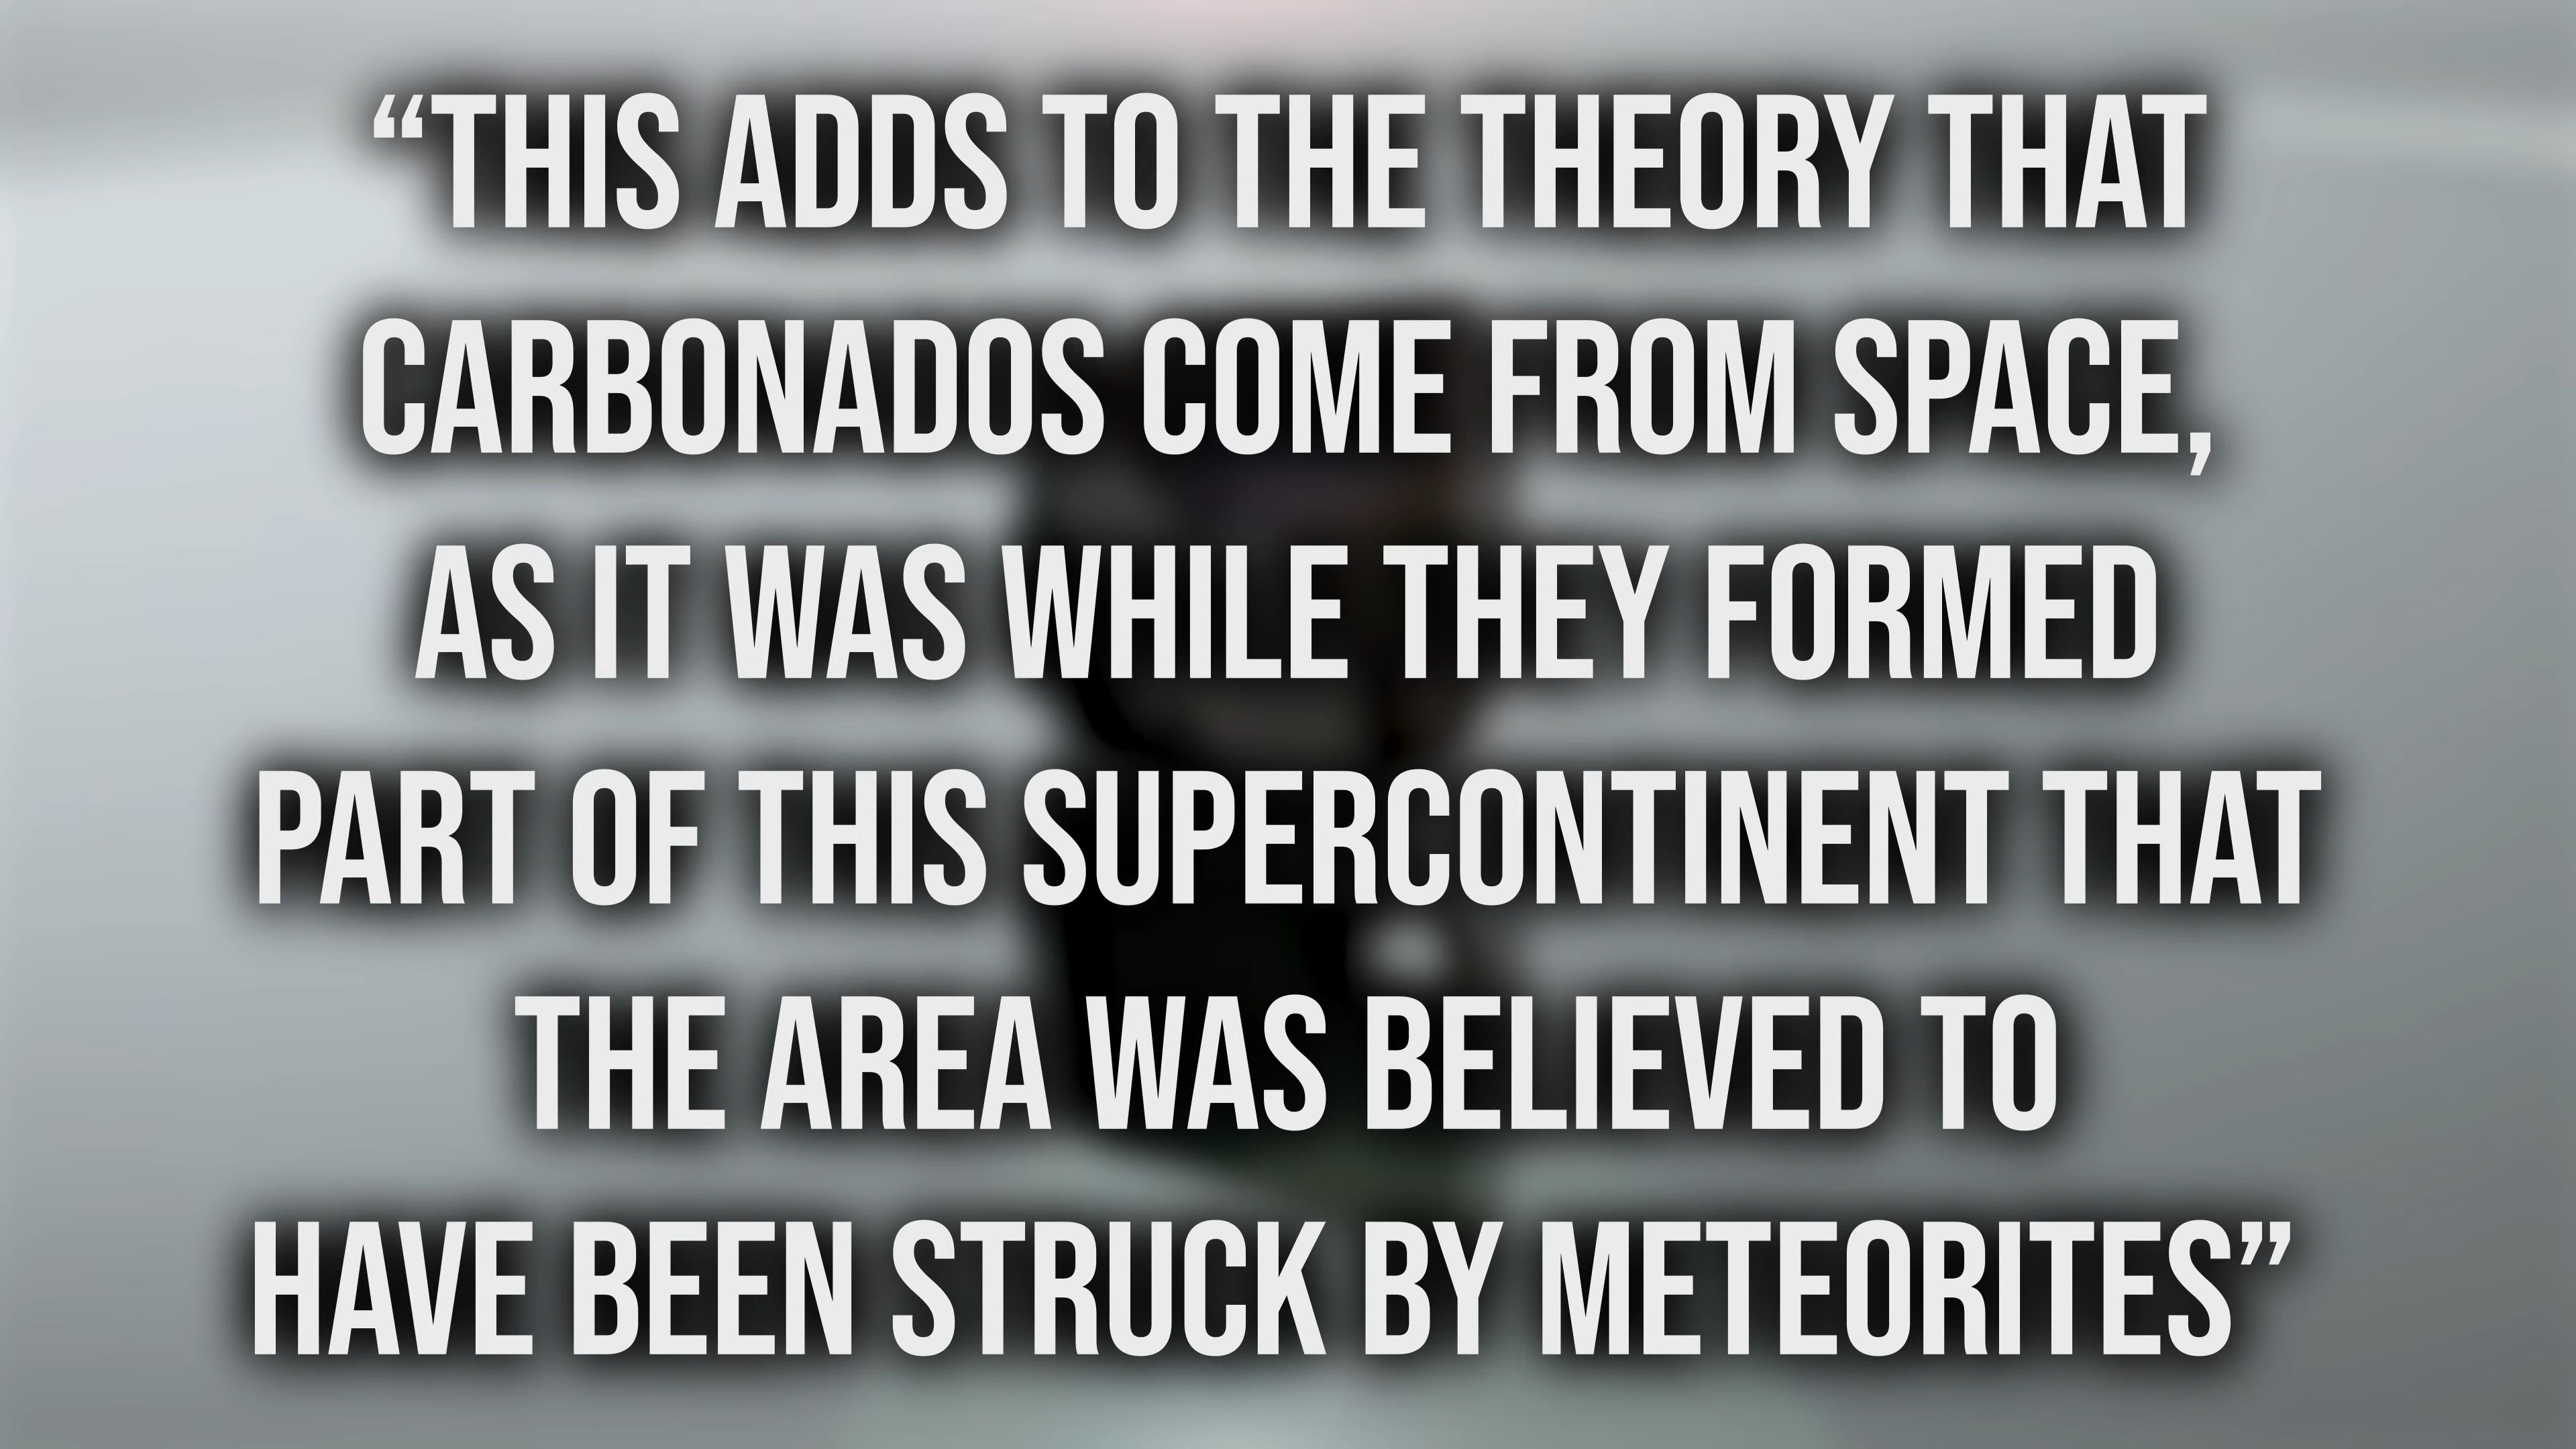 “THIS ADDS TO THE THEORY THAT
CARBONADOS COME FROM SPACE,
AS IT WAS WHILE THEY FORMED
PART OF THIS SUPERCONTINENT THAT
THE AREA WAS BELIEVED TO
HAVE BEEN STRUCK BY METEORITES”